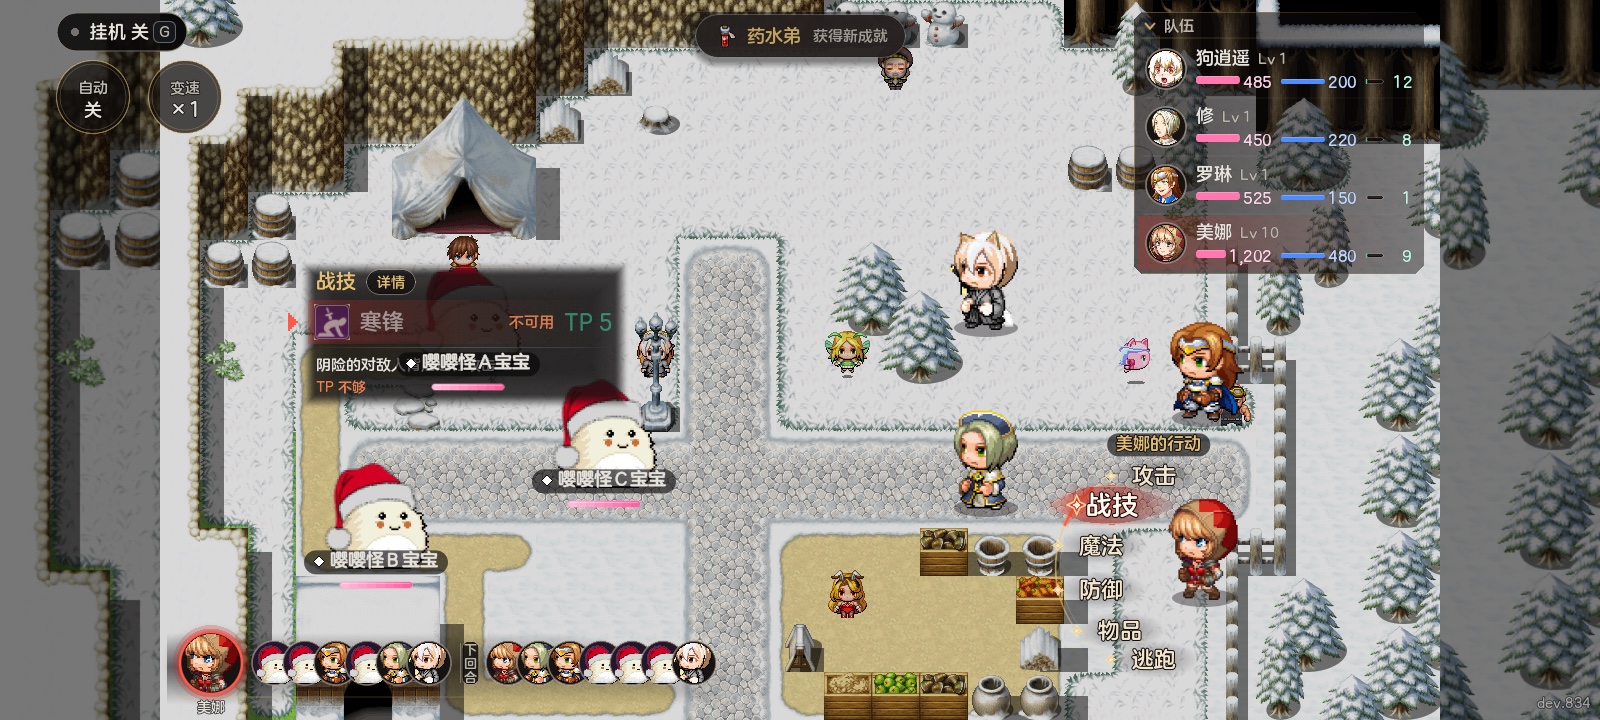 挂机 关 G
自动
关
变速
×1
药水弟 获得新成就
队伍
狗逍遥 Lv 1
485 200 12
修 Lv 1
450 220 8
罗琳 Lv 1
525 150 1
美娜 Lv 10
1,202 480 9
战技 详情
寒锋 不可用 TP 5
阴险的对敌人
TP 不够
嘤嘤怪A宝宝
嘤嘤怪C宝宝
嘤嘤怪B宝宝
美娜的行动
攻击
战技
魔法
防御
物品
逃跑
美娜
下回合
dev.834